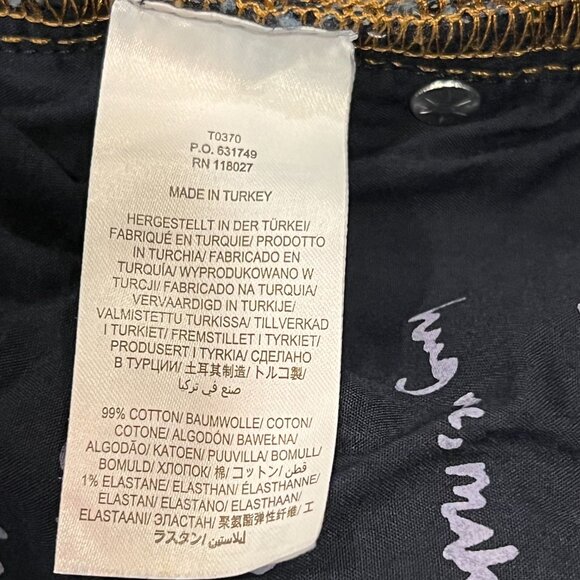 T0370
P.O. 631749
RN 118027
MADE IN TURKEY
HERGESTELLT IN DER TÜRKEI/
FABRIQUÉ EN TURQUIE/ PRODOTTO
IN TURCHIA/ FABRICADO EN
TURQUÍA/ WYPRODUKOWANO W
TURCJI/ FABRICADO NA TURQUIA/
VERVAARDIGD IN TURKIJE/
VALMISTETTU TURKISSA/ TILLVERKAD
I TURKIET/ FREMSTILLET I TYRKIET/
PRODUSERT I TYRKIA/ СДЕЛАНО
В ТУРЦИИ/ 土耳其制造/ トルコ製/
صنع في تركيا
99% COTTON/ BAUMWOLLE/ COTON/
COTONE/ ALGODÓN/ BAWEŁNA/
ALGODÃO/ KATOEN/ PUUVILLA/ BOMULL/
BOMULD/ ХЛОПОК/ 棉/ コットン/ قطن
1% ELASTANE/ ELASTHAN/ ÉLASTHANNE/
ELASTAN/ ELASTANO/ ELASTHAAN/
ELASTAANI/ ЭЛАСТАН/ 聚氨酯弹性纤维/ エ
ラスタン/ ايلاستين